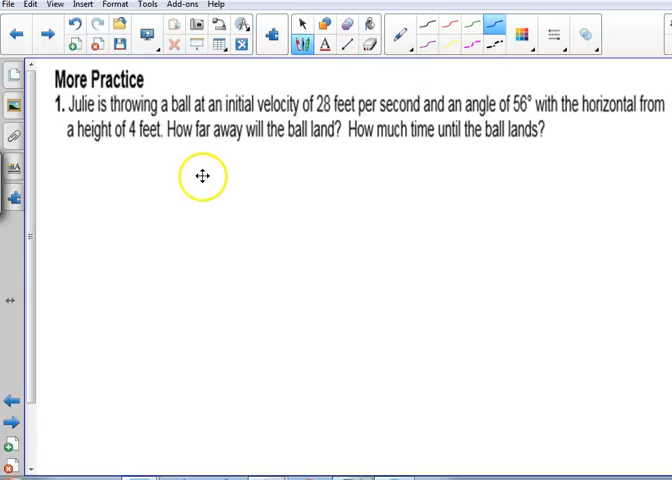 File Edit View Insert Format Tools Add-ons Help
More Practice
1. Julie is throwing a ball at an initial velocity of 28 feet per second and an angle of 56° with the horizontal from
a height of 4 feet. How far away will the ball land? How much time until the ball lands?